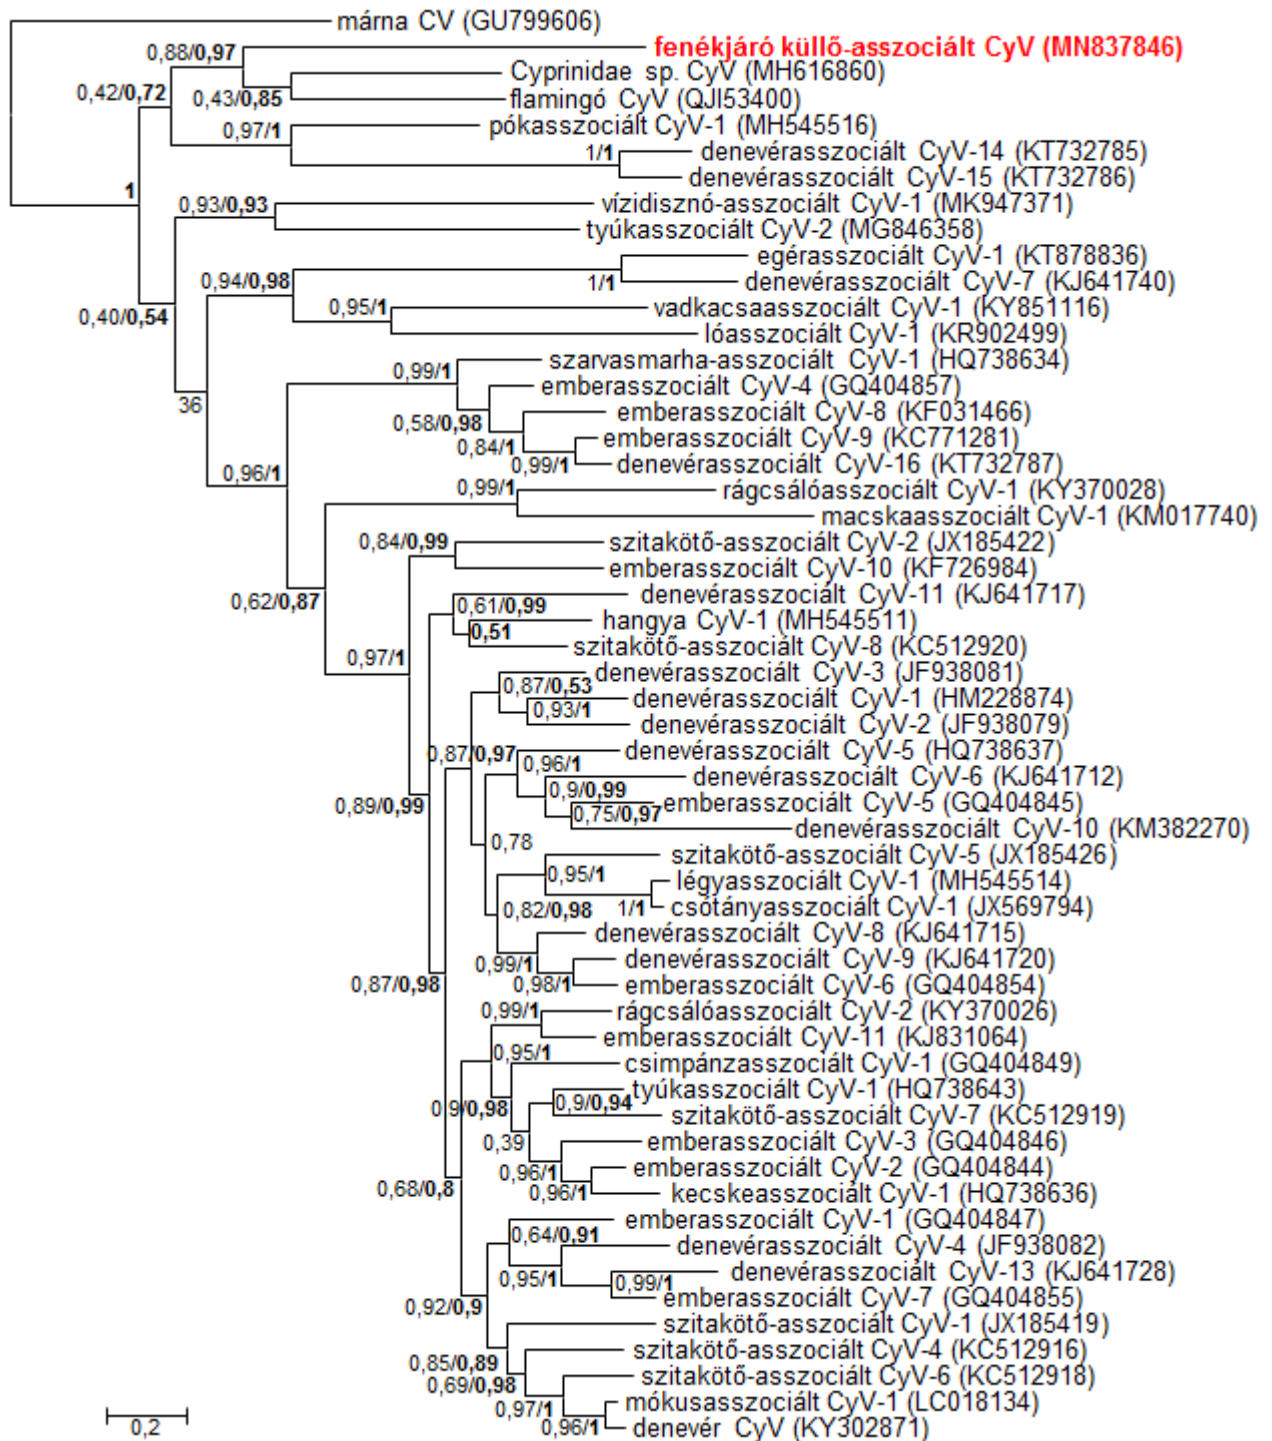 márna CV (GU799606)
0,88/0,97
fenékjáró küllő-asszociált CyV (MN837846)
Cyprinidae sp. CyV (MH616860)
0,42/0,72
0,43/0,85
flamingó CyV (QJI53400)
pókasszociált CyV-1 (MH545516)
0,97/1
1/1
denevérasszociált CyV-14 (KT732785)
denevérasszociált CyV-15 (KT732786)
1
0,93/0,93
vízidisznó-asszociált CyV-1 (MK947371)
tyúkasszociált CyV-2 (MG846358)
egérasszociált CyV-1 (KT878836)
0,94/0,98
1/1
denevérasszociált CyV-7 (KJ641740)
0,95/1
vadkacsaasszociált CyV-1 (KY851116)
0,40/0,54
lóasszociált CyV-1 (KR902499)
szarvasmarha-asszociált CyV-1 (HQ738634)
0,99/1
emberasszociált CyV-4 (GQ404857)
36
0,58/0,98
emberasszociált CyV-8 (KF031466)
0,84/1
emberasszociált CyV-9 (KC771281)
0,99/1
denevérasszociált CyV-16 (KT732787)
0,96/1
0,99/1
rágcsálóasszociált CyV-1 (KY370028)
macskaasszociált CyV-1 (KM017740)
0,84/0,99
szitakötő-asszociált CyV-2 (JX185422)
emberasszociált CyV-10 (KF726984)
0,62/0,87
denevérasszociált CyV-11 (KJ641717)
0,61/0,99
hangya CyV-1 (MH545511)
0,51
szitakötő-asszociált CyV-8 (KC512920)
0,97/1
denevérasszociált CyV-3 (JF938081)
0,87/0,53
denevérasszociált CyV-1 (HM228874)
0,93/1
denevérasszociált CyV-2 (JF938079)
0,87/0,97
denevérasszociált CyV-5 (HQ738637)
0,96/1
denevérasszociált CyV-6 (KJ641712)
0,9/0,99
0,89/0,99
emberasszociált CyV-5 (GQ404845)
0,75/0,97
denevérasszociált CyV-10 (KM382270)
0,78
szitakötő-asszociált CyV-5 (JX185426)
0,95/1
légyasszociált CyV-1 (MH545514)
0,82/0,98
1/1
csótányasszociált CyV-1 (JX569794)
denevérasszociált CyV-8 (KJ641715)
0,99/1
denevérasszociált CyV-9 (KJ641720)
0,87/0,98
0,98/1
emberasszociált CyV-6 (GQ404854)
0,99/1
rágcsálóasszociált CyV-2 (KY370026)
emberasszociált CyV-11 (KJ831064)
0,95/1
csimpánzasszociált CyV-1 (GQ404849)
tyúkasszociált CyV-1 (HQ738643)
0,9/0,98
0,9/0,94
szitakötő-asszociált CyV-7 (KC512919)
0,39
emberasszociált CyV-3 (GQ404846)
0,96/1
emberasszociált CyV-2 (GQ404844)
0,68/0,8
0,96/1
kecskeasszociált CyV-1 (HQ738636)
emberasszociált CyV-1 (GQ404847)
0,64/0,91
denevérasszociált CyV-4 (JF938082)
0,95/1
denevérasszociált CyV-13 (KJ641728)
0,99/1
emberasszociált CyV-7 (GQ404855)
0,92/0,9
szitakötő-asszociált CyV-1 (JX185419)
szitakötő-asszociált CyV-4 (KC512916)
0,85/0,89
szitakötő-asszociált CyV-6 (KC512918)
0,69/0,98
mókusasszociált CyV-1 (LC018134)
0,97/1
0,96/1
denevér CyV (KY302871)
0,2